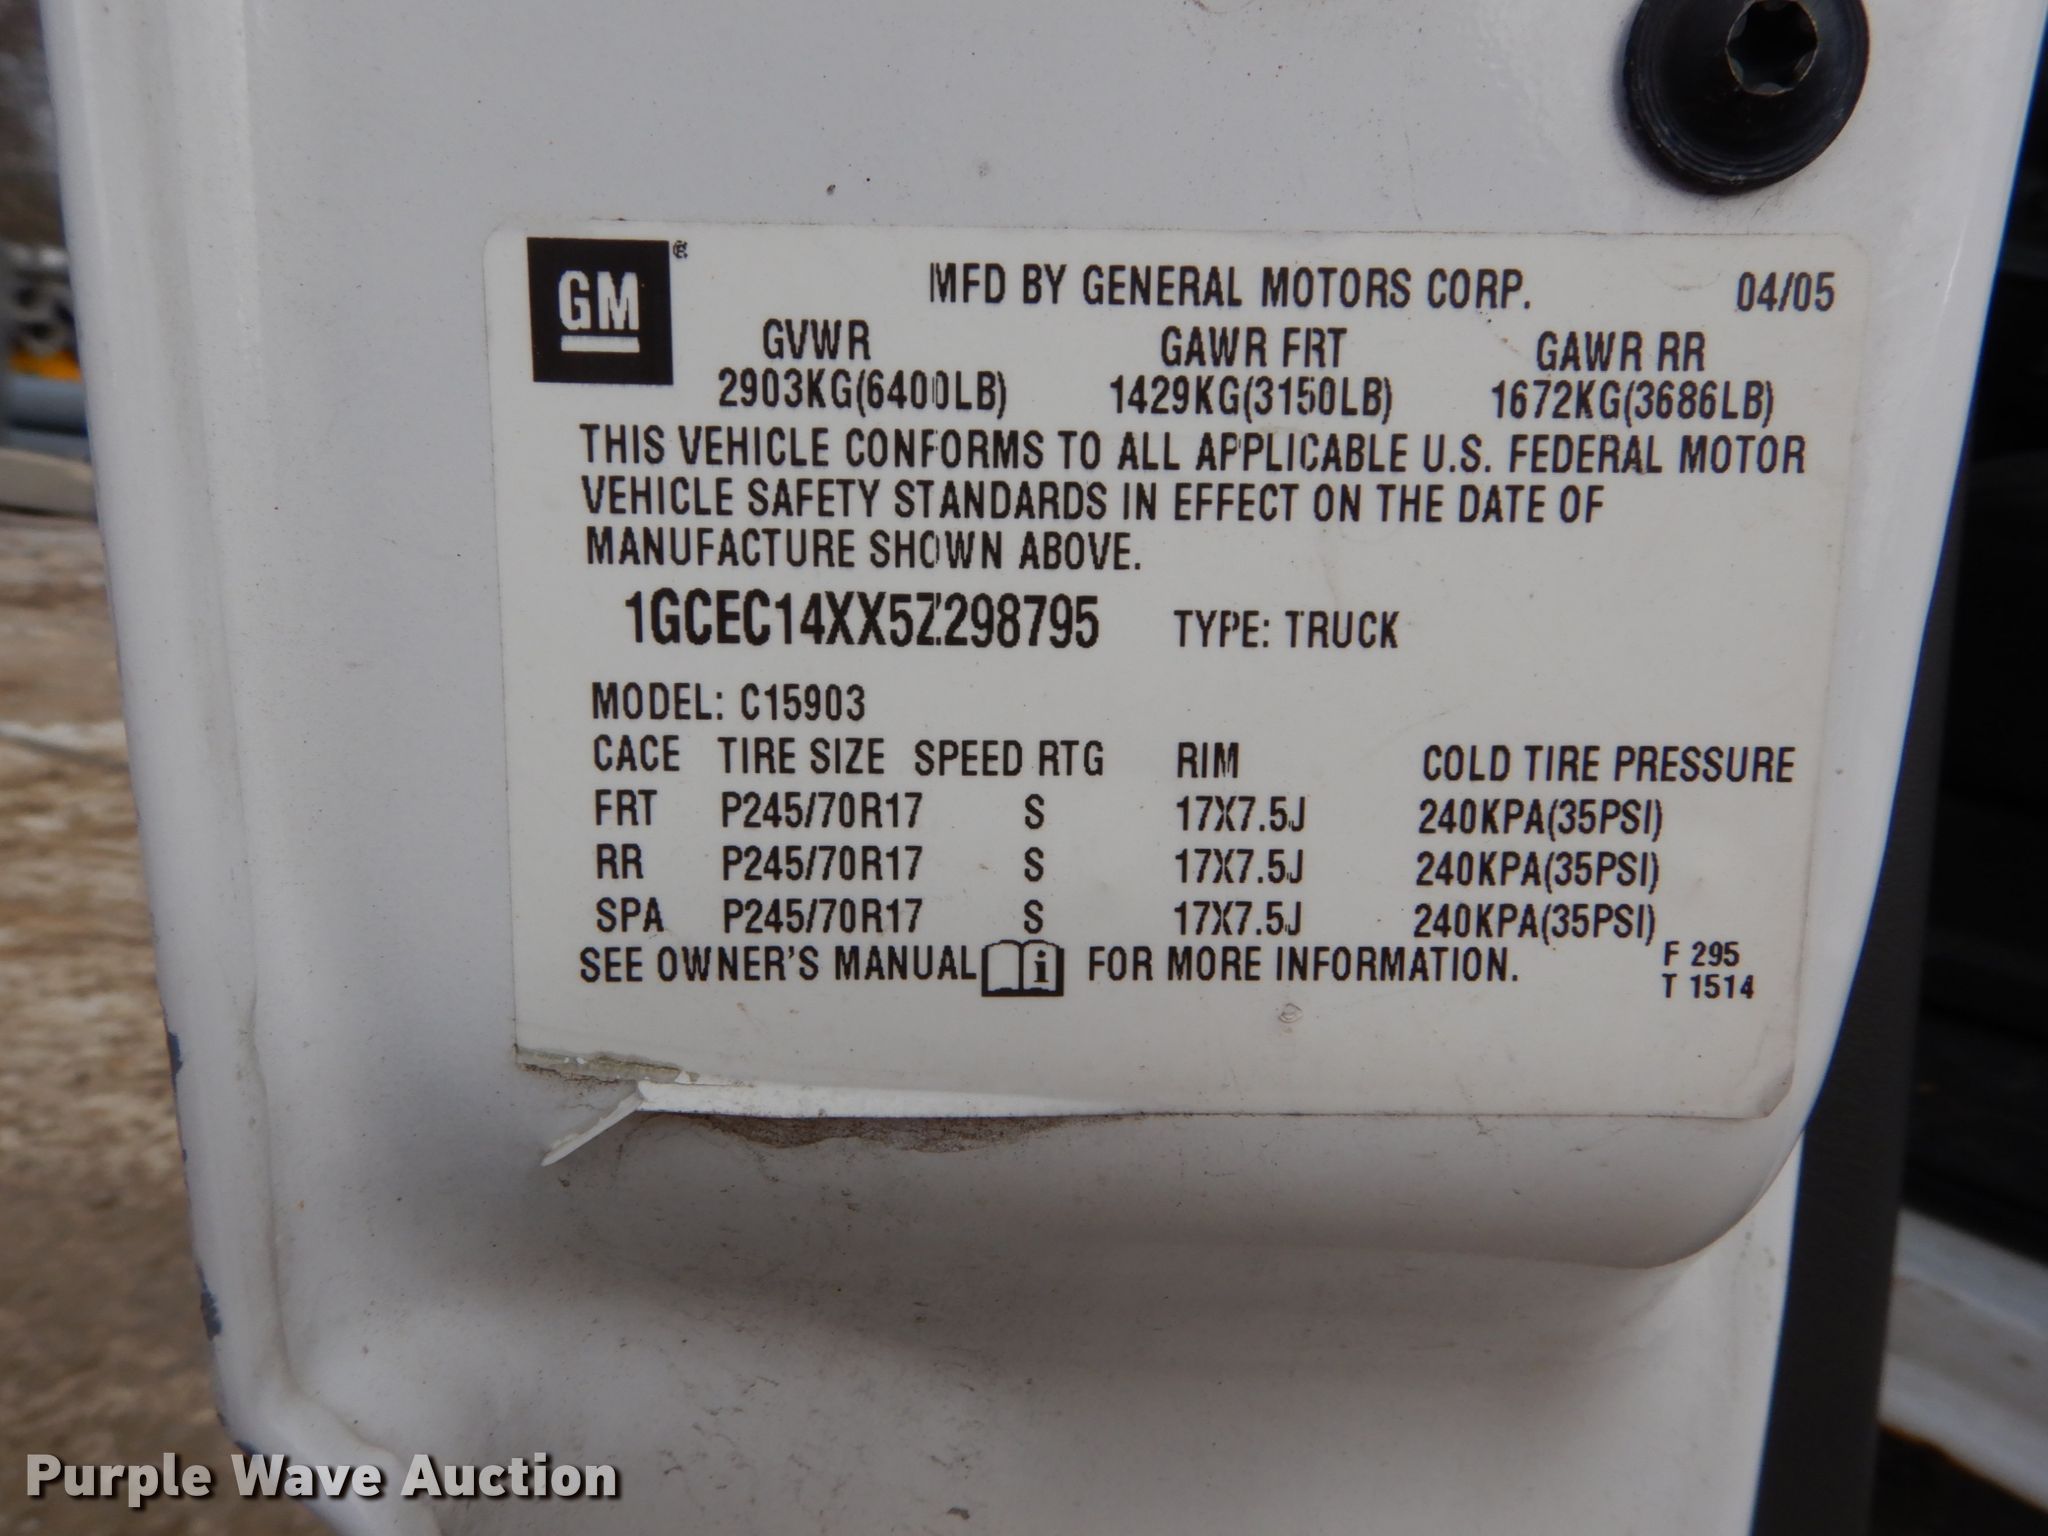 GM ®
MFD BY GENERAL MOTORS CORP. 04/05
GVWR GAWR FRT GAWR RR
2903KG(6400LB) 1429KG(3150LB) 1672KG(3686LB)
THIS VEHICLE CONFORMS TO ALL APPLICABLE U.S. FEDERAL MOTOR
VEHICLE SAFETY STANDARDS IN EFFECT ON THE DATE OF
MANUFACTURE SHOWN ABOVE.
1GCEC14XX5Z298795 TYPE: TRUCK
MODEL: C15903
CACE TIRE SIZE SPEED RTG RIM COLD TIRE PRESSURE
FRT P245/70R17 S 17X7.5J 240KPA(35PSI)
RR P245/70R17 S 17X7.5J 240KPA(35PSI)
SPA P245/70R17 S 17X7.5J 240KPA(35PSI)
SEE OWNER'S MANUAL i FOR MORE INFORMATION.
F 295
T 1514
Purple Wave Auction